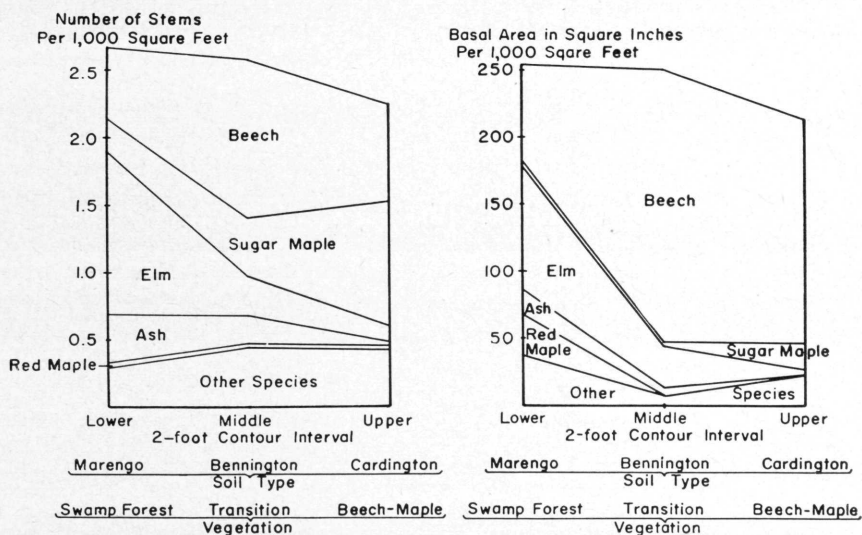 Number of Stems
Per 1,000 Square Feet
2.5
2.0
1.5
1.0
0.5
Red Maple
Beech
Sugar Maple
Elm
Ash
Other Species
Lower Middle Upper
2-foot Contour Interval
Marengo Bennington Cardington
Soil Type
Swamp Forest Transition Beech-Maple
Vegetation
Basal Area in Square Inches
Per 1,000 Sqare Feet
250
200
150
100
50
Beech
Elm
Ash
Red
Maple
Sugar Maple
Other Species
Lower Middle Upper
2-foot Contour Interval
Marengo Bennington Cardington
Soil Type
Swamp Forest Transition Beech-Maple
Vegetation